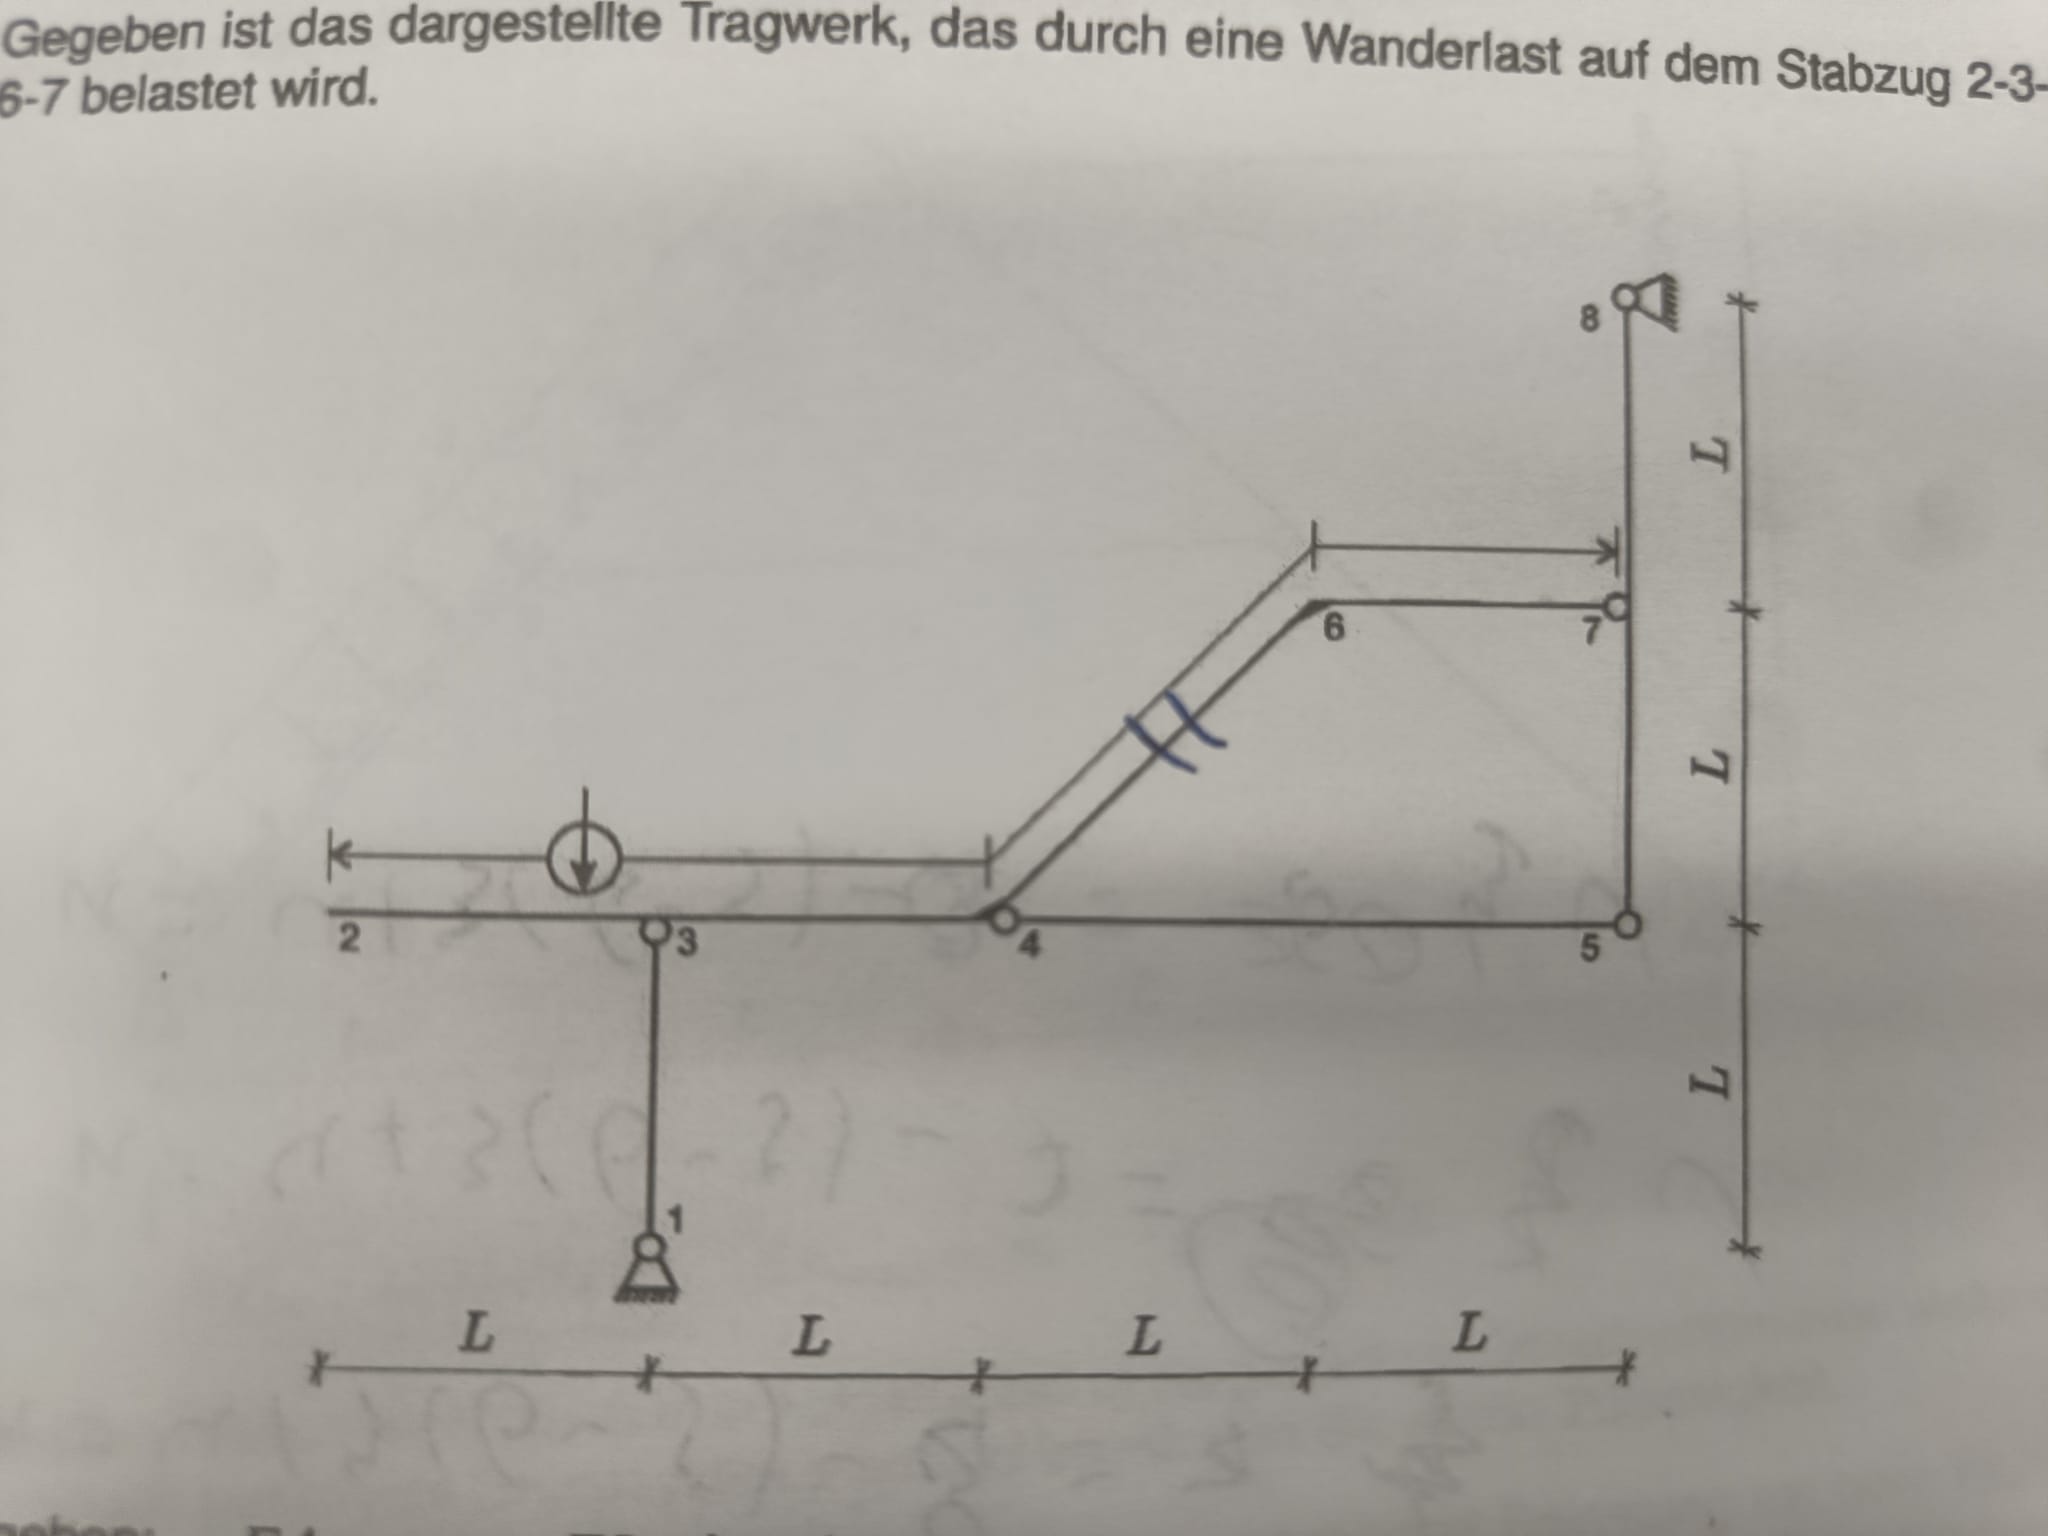 Gegeben ist das dargestellte Tragwerk, das durch eine Wanderlast auf dem Stabzug 2-3-
6-7 belastet wird.
8
L
6
7
L
2
3
4
5
L
1
L
L
L
L